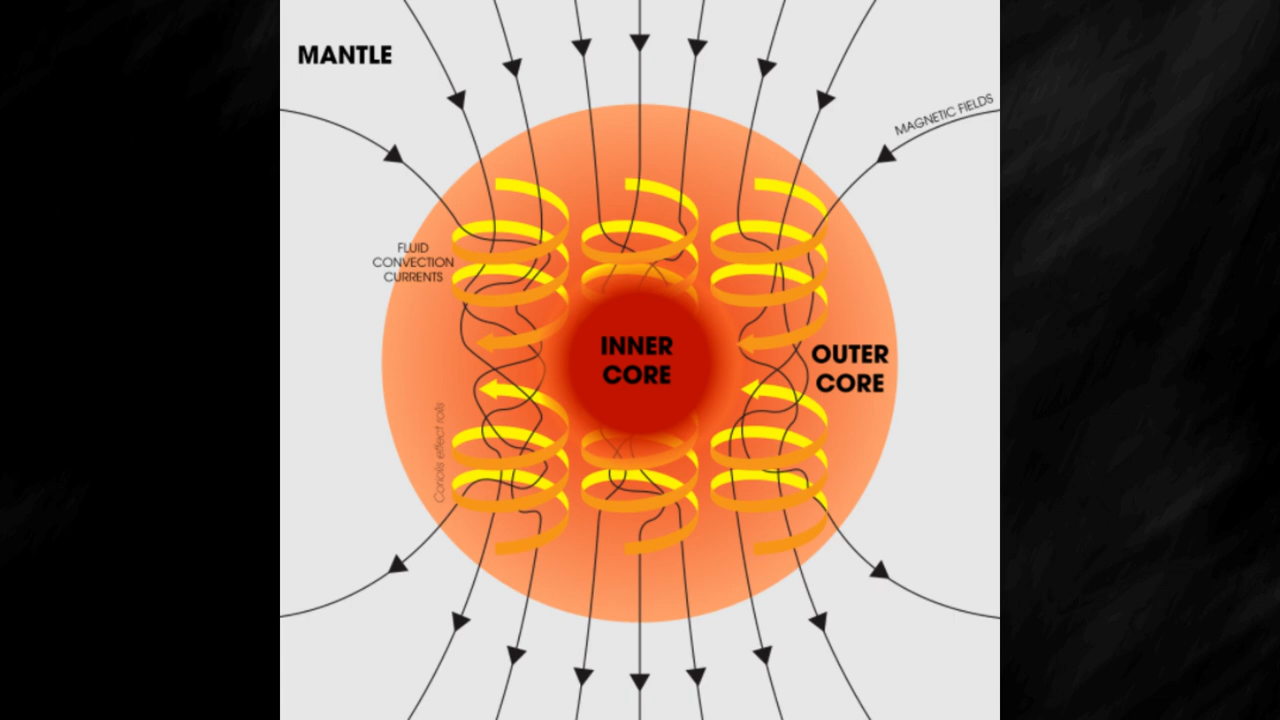 MANTLE
MAGNETIC FIELDS
FLUID
CONVECTION
CURRENTS
INNER
CORE
OUTER
CORE
Coriolis effect rolls